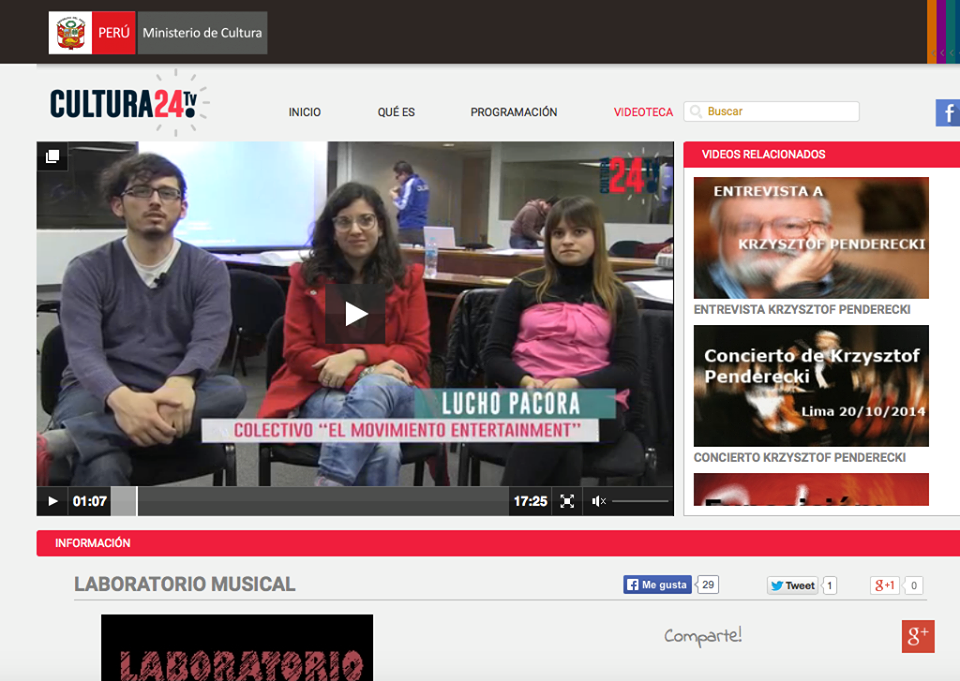 PERÚ
Ministerio de Cultura
CULTURA24.TV
INICIO
QUÉ ES
PROGRAMACIÓN
VIDEOTECA
Buscar
24
LUCHO PACORA
COLECTIVO "EL MOVIMIENTO ENTERTAINMENT"
01:07
17:25
VIDEOS RELACIONADOS
ENTREVISTA A
KRZYSZTOF PENDERECKI
ENTREVISTA KRZYSZTOF PENDERECKI
Concierto de Krzysztof
Penderecki
Lima 20/10/2014
CONCIERTO KRZYSZTOF PENDERECKI
INFORMACIÓN
LABORATORIO MUSICAL
Me gusta 29
Tweet 1
g+1 0
Comparte!
g+
LABORATORIO